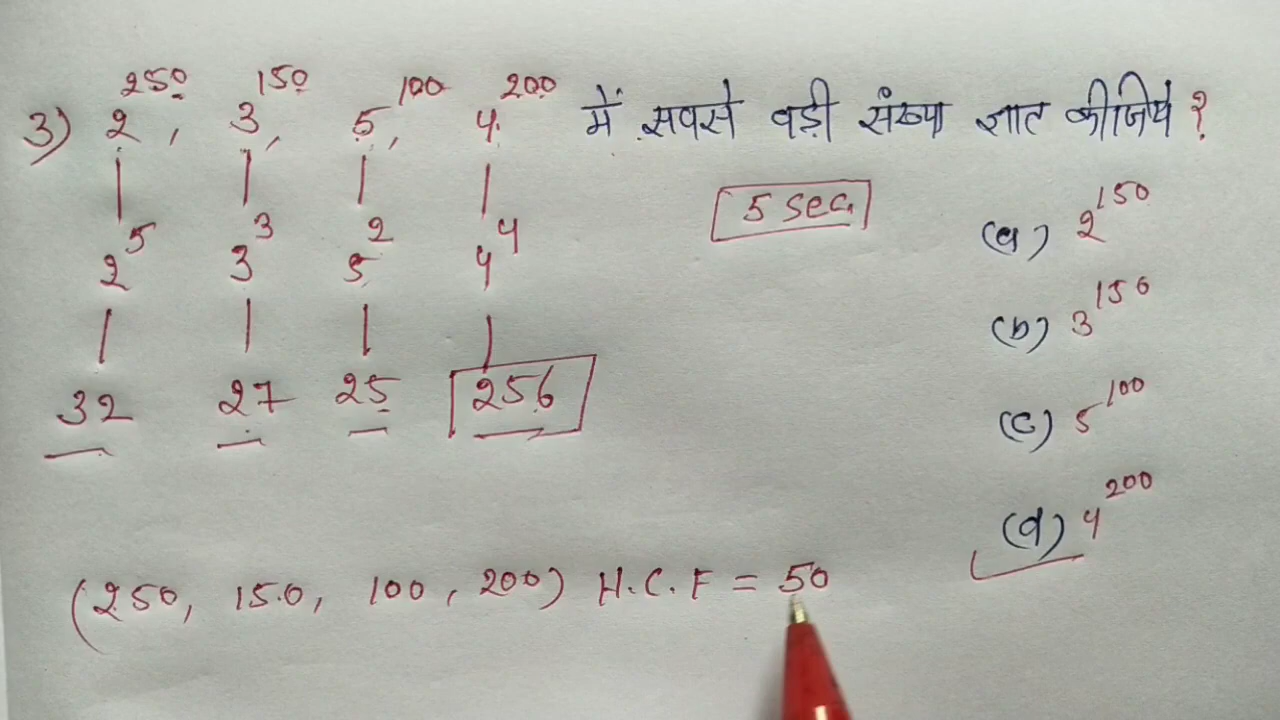 3) 2^250, 3^150, 5^100, 4^200 में सबसे बड़ी संख्या ज्ञात कीजिये ?
5 sec.
2^5 3^3 5^2 4^4
32 27 25 256
(a) 2^150
(b) 3^150
(c) 5^100
(d) 4^200
(250, 150, 100, 200) H.C.F = 50